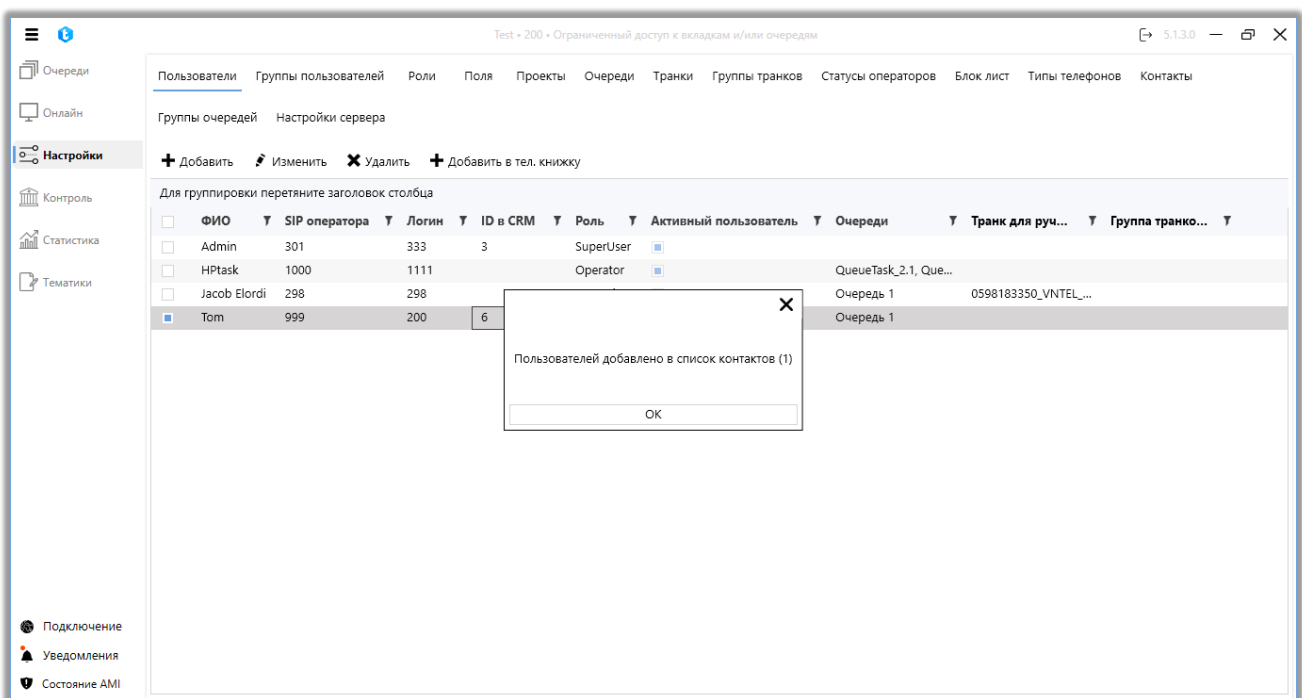 Test • 200 • Ограниченный доступ к вкладкам и/или очередям
5.1.3.0
Очереди
Онлайн
Настройки
Контроль
Статистика
Тематики
Пользователи Группы пользователей Роли Поля Проекты Очереди Транки Группы транков Статусы операторов Блок лист Типы телефонов Контакты
Группы очередей Настройки сервера
Добавить Изменить Удалить Добавить в тел. книжку
Для группировки перетяните заголовок столбца
ФИО SIP оператора Логин ID в CRM Роль Активный пользователь Очереди Транк для руч... Группа транко...
Admin 301 333 3 SuperUser
HPtask 1000 1111 Operator QueueTask_2.1, Que...
Jacob Elordi 298 298 Очередь 1 0598183350_VNTEL_...
Tom 999 200 6 Очередь 1
Пользователей добавлено в список контактов (1)
OK
Подключение
Уведомления
Состояние AMI